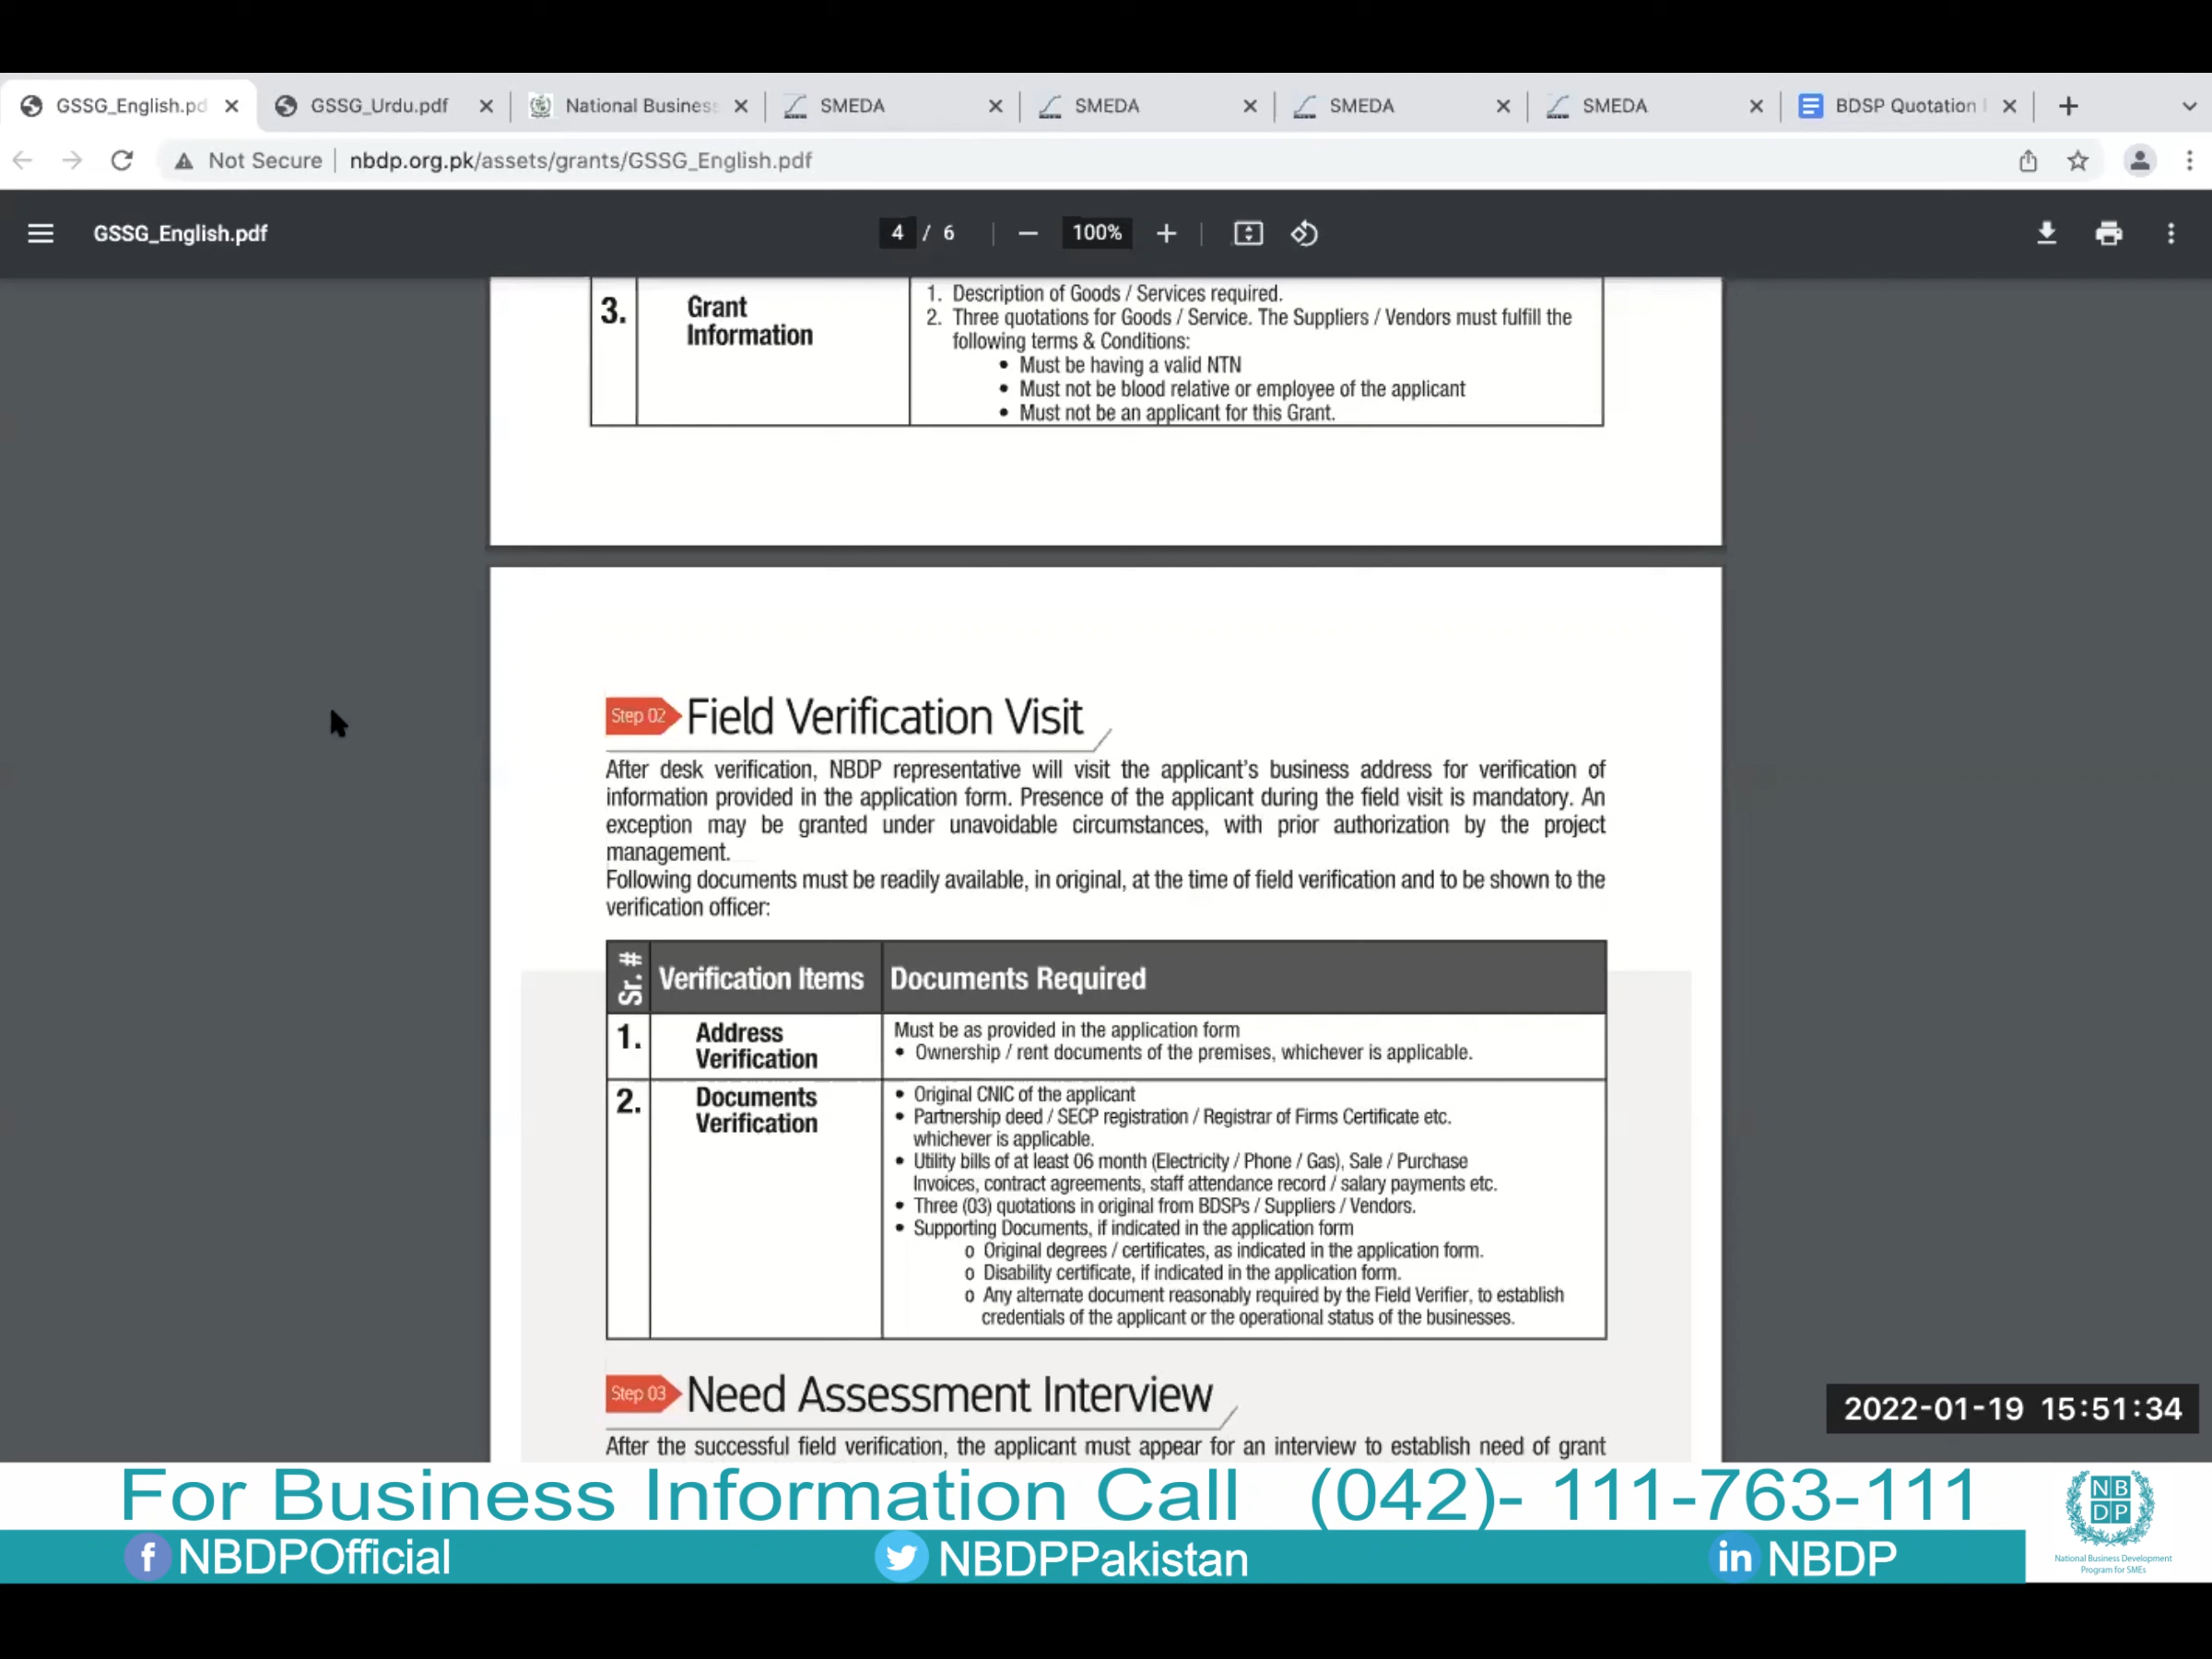 GSSG_English.pd
GSSG_Urdu.pdf
National Business
SMEDA
SMEDA
SMEDA
SMEDA
BDSP Quotation
Not Secure
nbdp.org.pk/assets/grants/GSSG_English.pdf
GSSG_English.pdf
4 / 6
100%
3.
Grant
Information
1. Description of Goods / Services required.
2. Three quotations for Goods / Service. The Suppliers / Vendors must fulfill the
following terms & Conditions:
• Must be having a valid NTN
• Must not be blood relative or employee of the applicant
• Must not be an applicant for this Grant.
Step 02 Field Verification Visit
After desk verification, NBDP representative will visit the applicant's business address for verification of
information provided in the application form. Presence of the applicant during the field visit is mandatory. An
exception may be granted under unavoidable circumstances, with prior authorization by the project
management.
Following documents must be readily available, in original, at the time of field verification and to be shown to the
verification officer:
Sr. #
Verification Items
Documents Required
1.
Address
Verification
Must be as provided in the application form
• Ownership / rent documents of the premises, whichever is applicable.
2.
Documents
Verification
• Original CNIC of the applicant
• Partnership deed / SECP registration / Registrar of Firms Certificate etc.
whichever is applicable.
• Utility bills of at least 06 month (Electricity / Phone / Gas), Sale / Purchase
Invoices, contract agreements, staff attendance record / salary payments etc.
• Three (03) quotations in original from BDSPs / Suppliers / Vendors.
• Supporting Documents, if indicated in the application form
o Original degrees / certificates, as indicated in the application form.
o Disability certificate, if indicated in the application form.
o Any alternate document reasonably required by the Field Verifier, to establish
credentials of the applicant or the operational status of the businesses.
Step 03 Need Assessment Interview
After the successful field verification, the applicant must appear for an interview to establish need of grant
2022-01-19 15:51:34
For Business Information Call (042)- 111-763-111
NBDPOfficial
NBDPPakistan
in NBDP
NB
DP
National Business Development
Program for SMEs